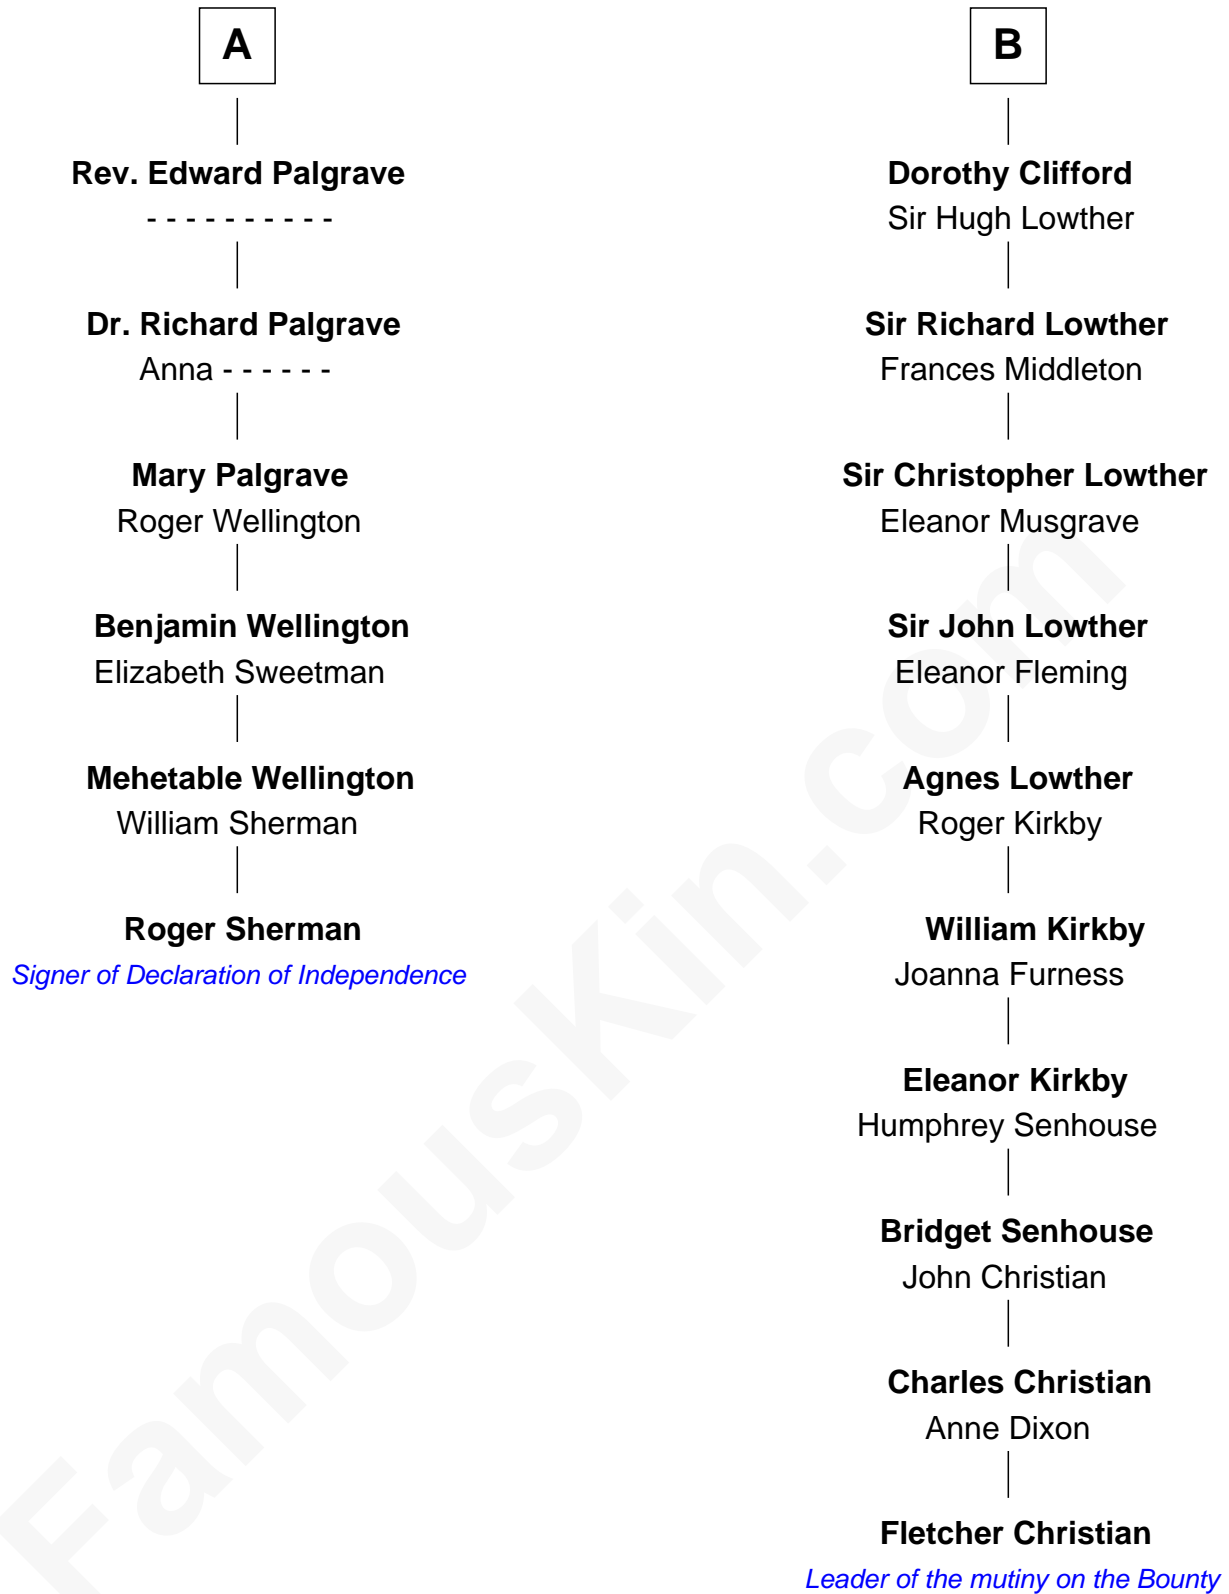 A
Rev. Edward Palgrave
- - - - - - - - - -
Dr. Richard Palgrave
Anna - - - - - -
Mary Palgrave
Roger Wellington
Benjamin Wellington
Elizabeth Sweetman
Mehetable Wellington
William Sherman
Roger Sherman
Signer of Declaration of Independence
B
Dorothy Clifford
Sir Hugh Lowther
Sir Richard Lowther
Frances Middleton
Sir Christopher Lowther
Eleanor Musgrave
Sir John Lowther
Eleanor Fleming
Agnes Lowther
Roger Kirkby
William Kirkby
Joanna Furness
Eleanor Kirkby
Humphrey Senhouse
Bridget Senhouse
John Christian
Charles Christian
Anne Dixon
Fletcher Christian
Leader of the mutiny on the Bounty
FamousKin.com